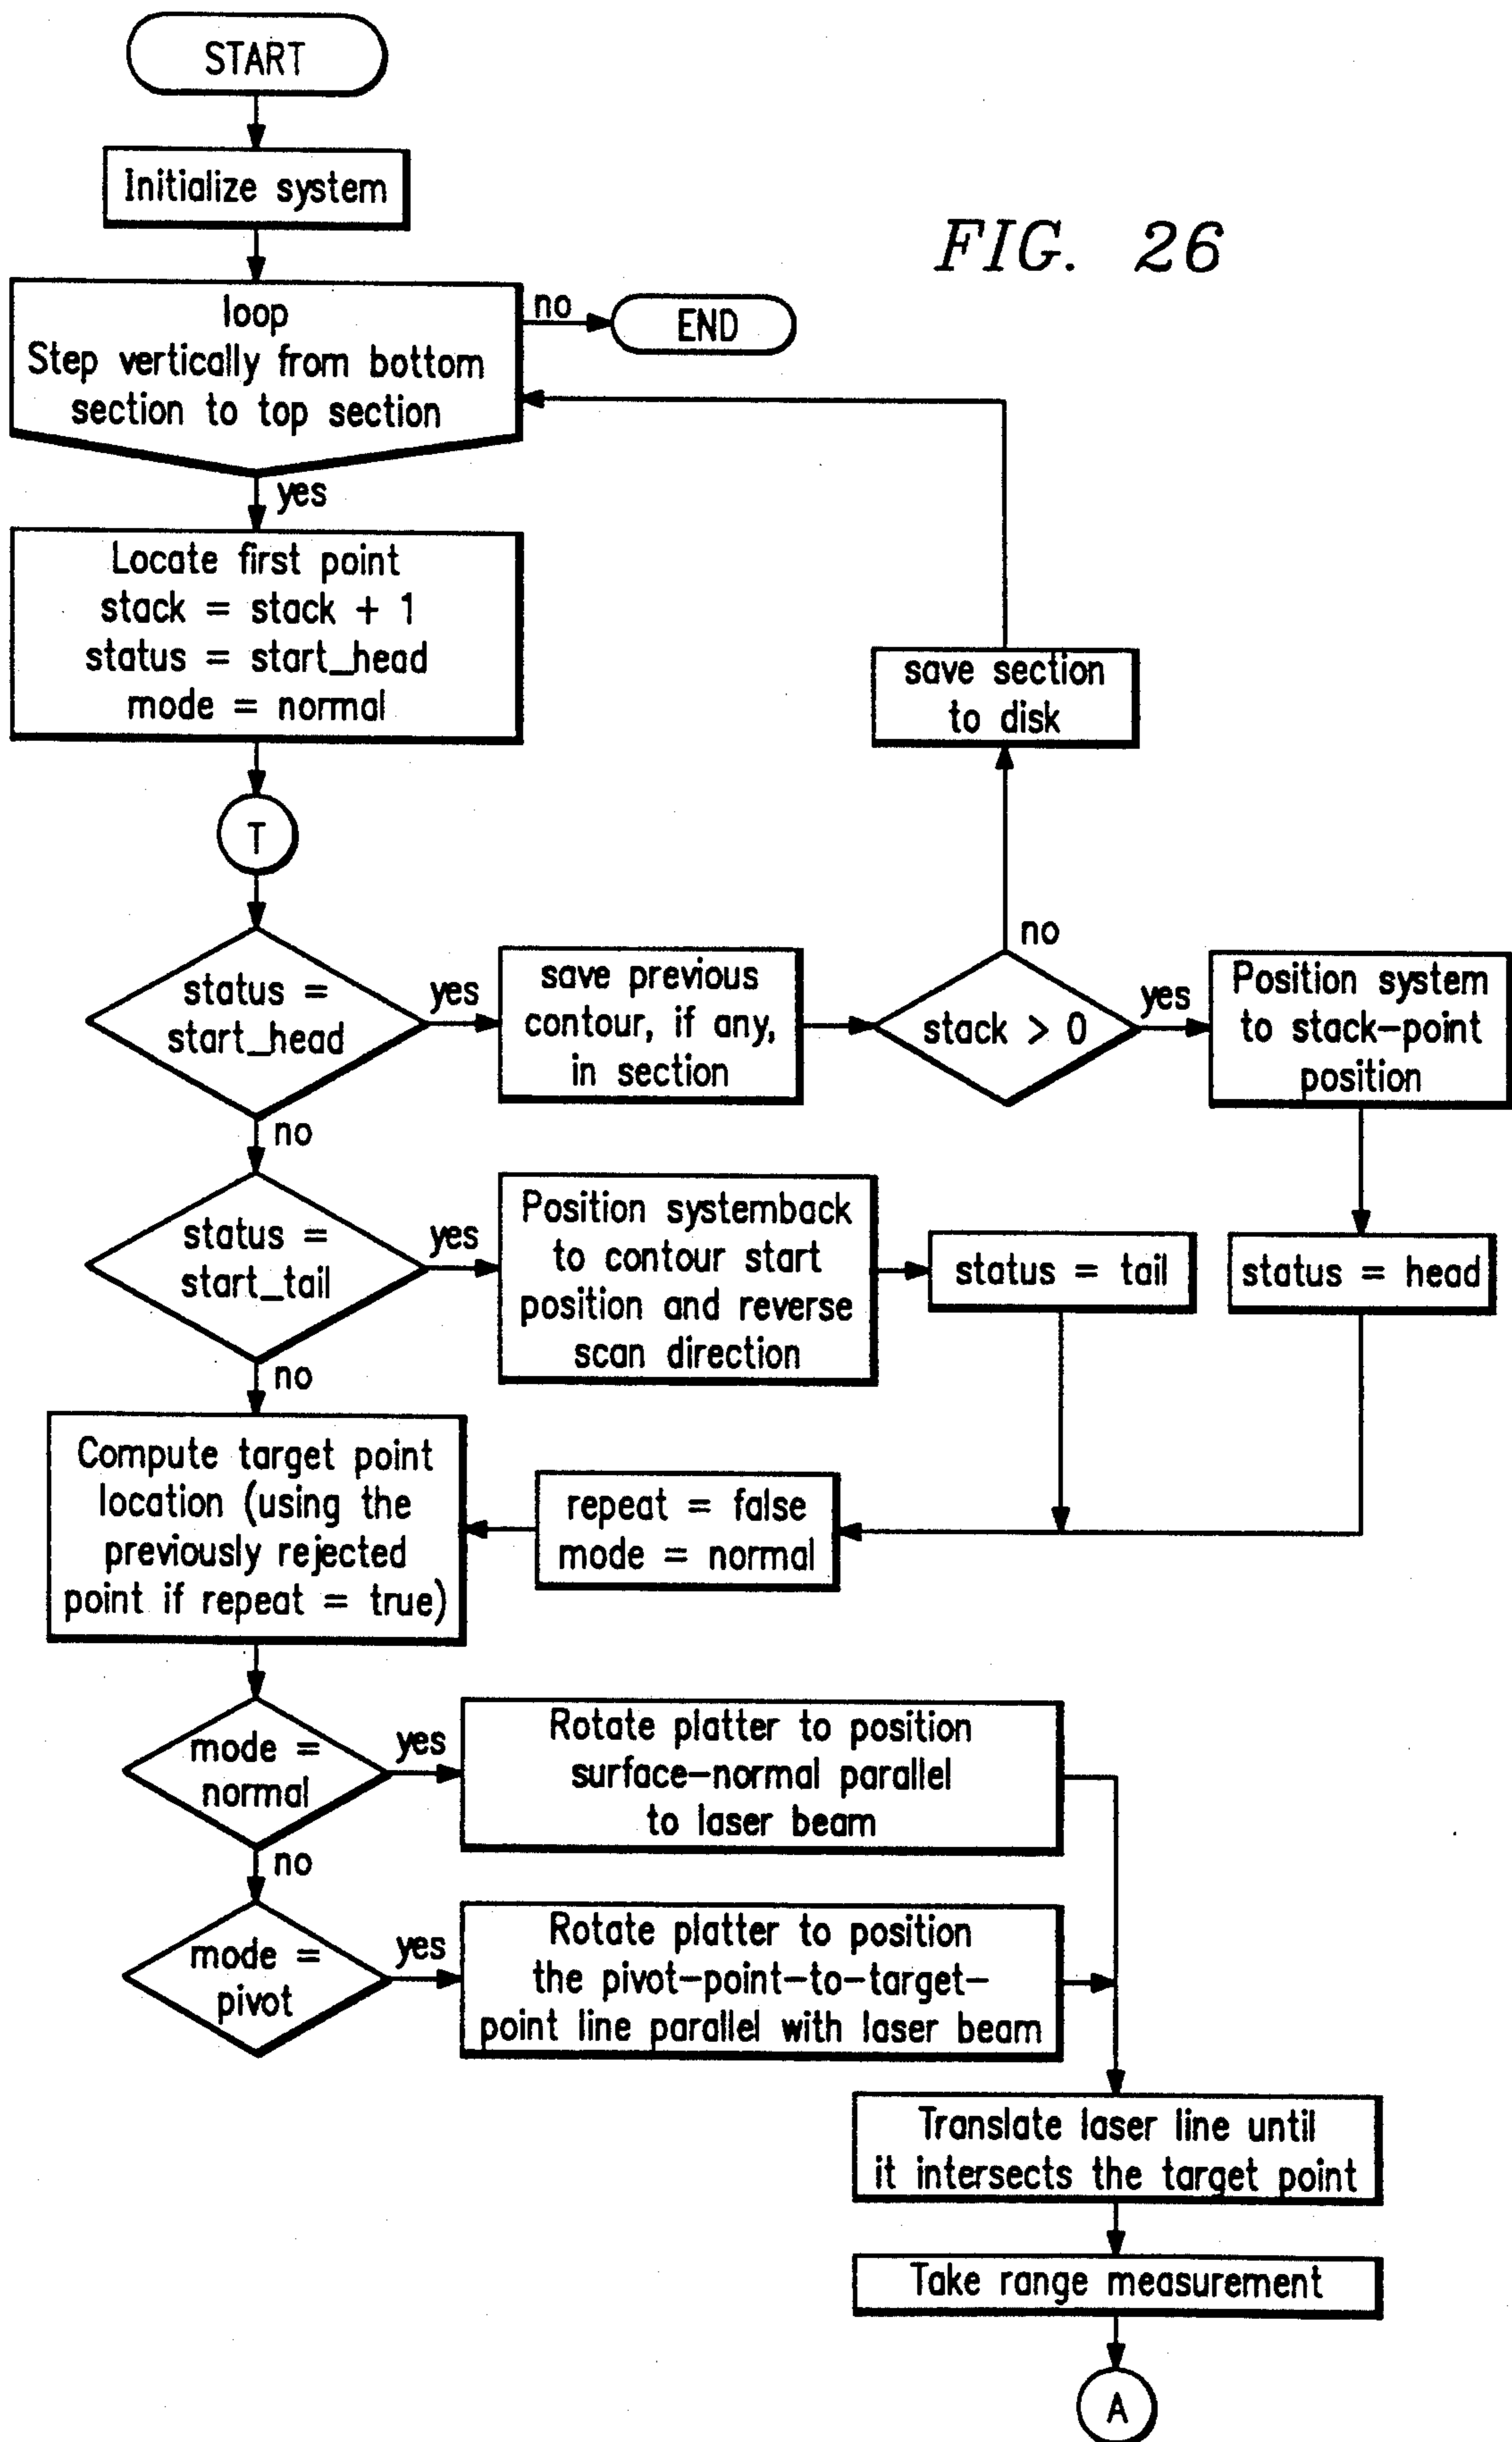 START
Initialize system
FIG. 26
loop
Step vertically from bottom
section to top section
no
END
yes
Locate first point
stack = stack + 1
status = start_head
mode = normal
save section
to disk
T
no
status =
start_head
yes
save previous
contour, if any,
in section
stack > 0
yes
Position system
to stack-point
position
no
status =
start_tail
yes
Position systemback
to contour start
position and reverse
scan direction
status = tail
status = head
no
Compute target point
location (using the
previously rejected
point if repeat = true)
repeat = false
mode = normal
mode =
normal
yes
Rotate platter to position
surface-normal parallel
to laser beam
no
mode =
pivot
yes
Rotate platter to position
the pivot-point-to-target-
point line parallel with laser beam
Translate laser line until
it intersects the target point
Take range measurement
A